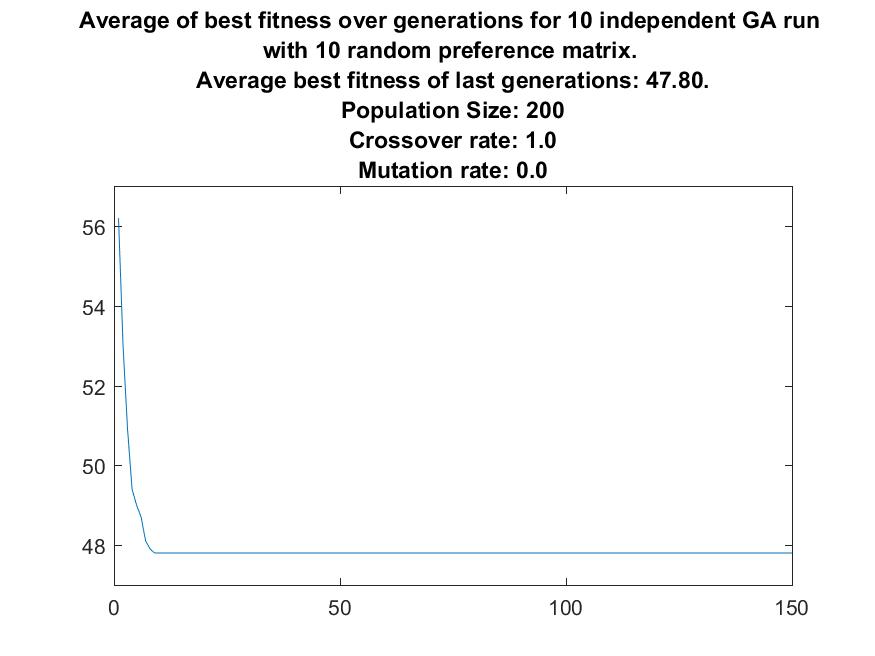 Average of best fitness over generations for 10 independent GA run
with 10 random preference matrix.
Average best fitness of last generations: 47.80.
Population Size: 200
Crossover rate: 1.0
Mutation rate: 0.0
56
54
52
50
48
0
50
100
150